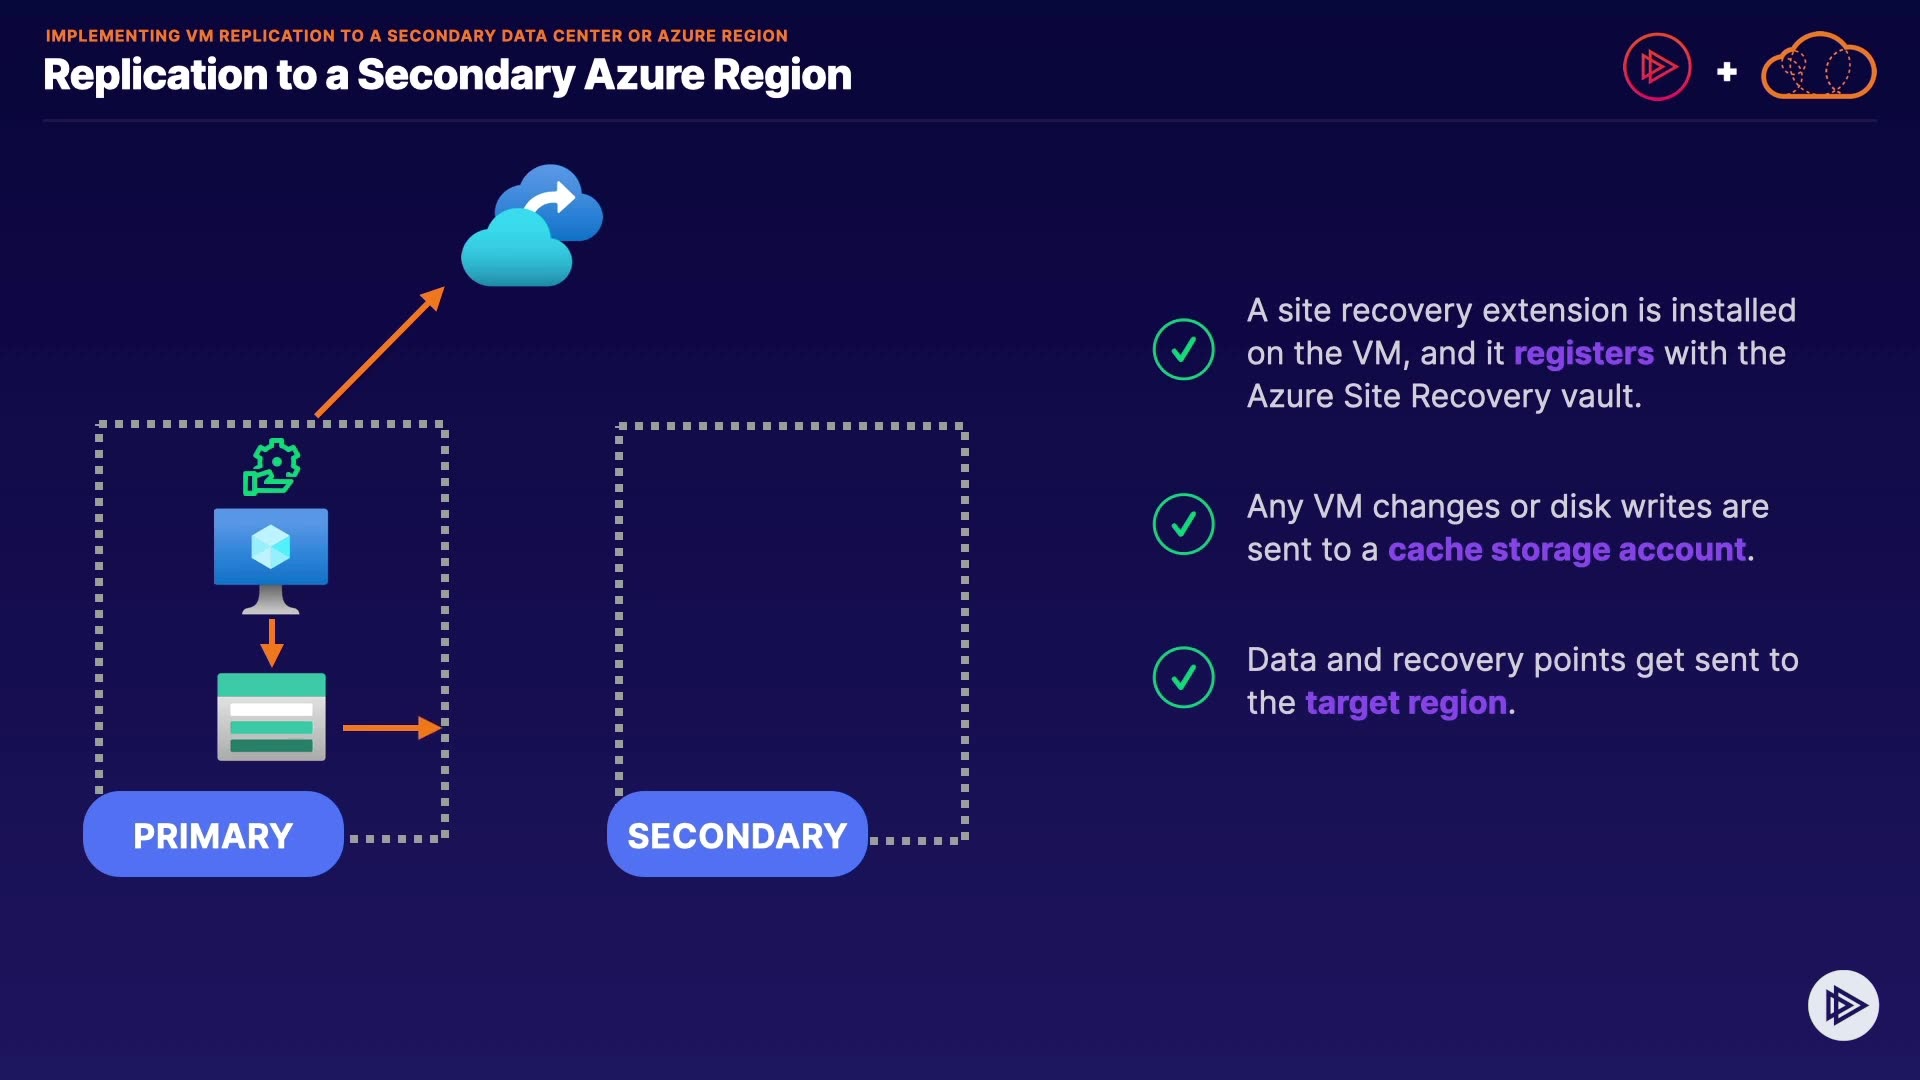 IMPLEMENTING VM REPLICATION TO A SECONDARY DATA CENTER OR AZURE REGION
Replication to a Secondary Azure Region
A site recovery extension is installed
on the VM, and it registers with the
Azure Site Recovery vault.
Any VM changes or disk writes are
sent to a cache storage account.
Data and recovery points get sent to
the target region.
PRIMARY
SECONDARY